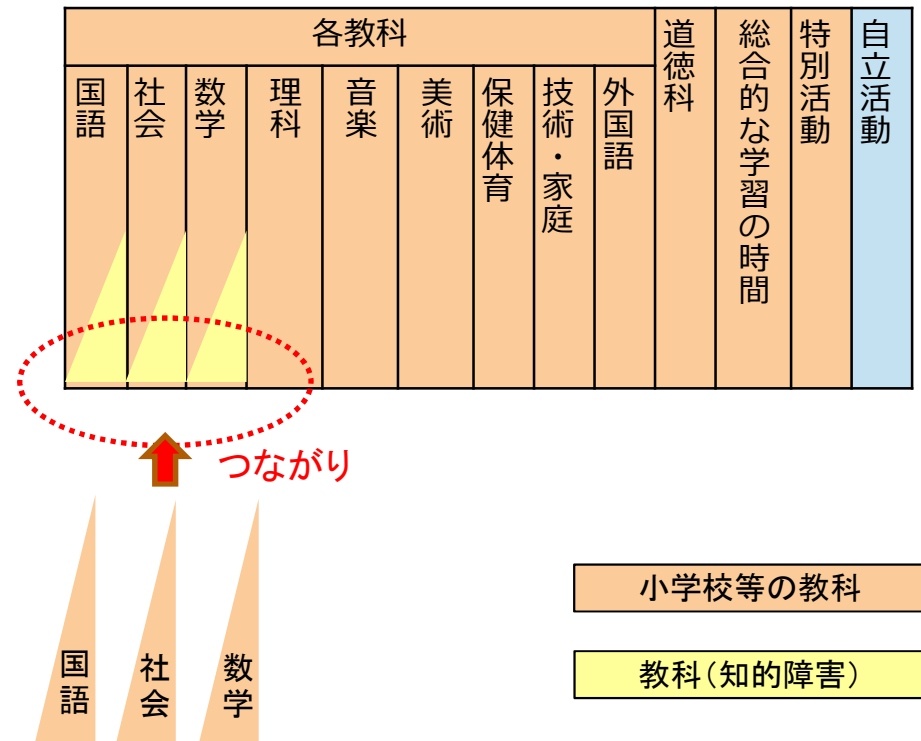 各教科
国語
社会
数学
理科
音楽
美術
保健体育
技術・家庭
外国語
道徳科
総合的な学習の時間
特別活動
自立活動
つながり
国語
社会
数学
小学校等の教科
教科(知的障害)